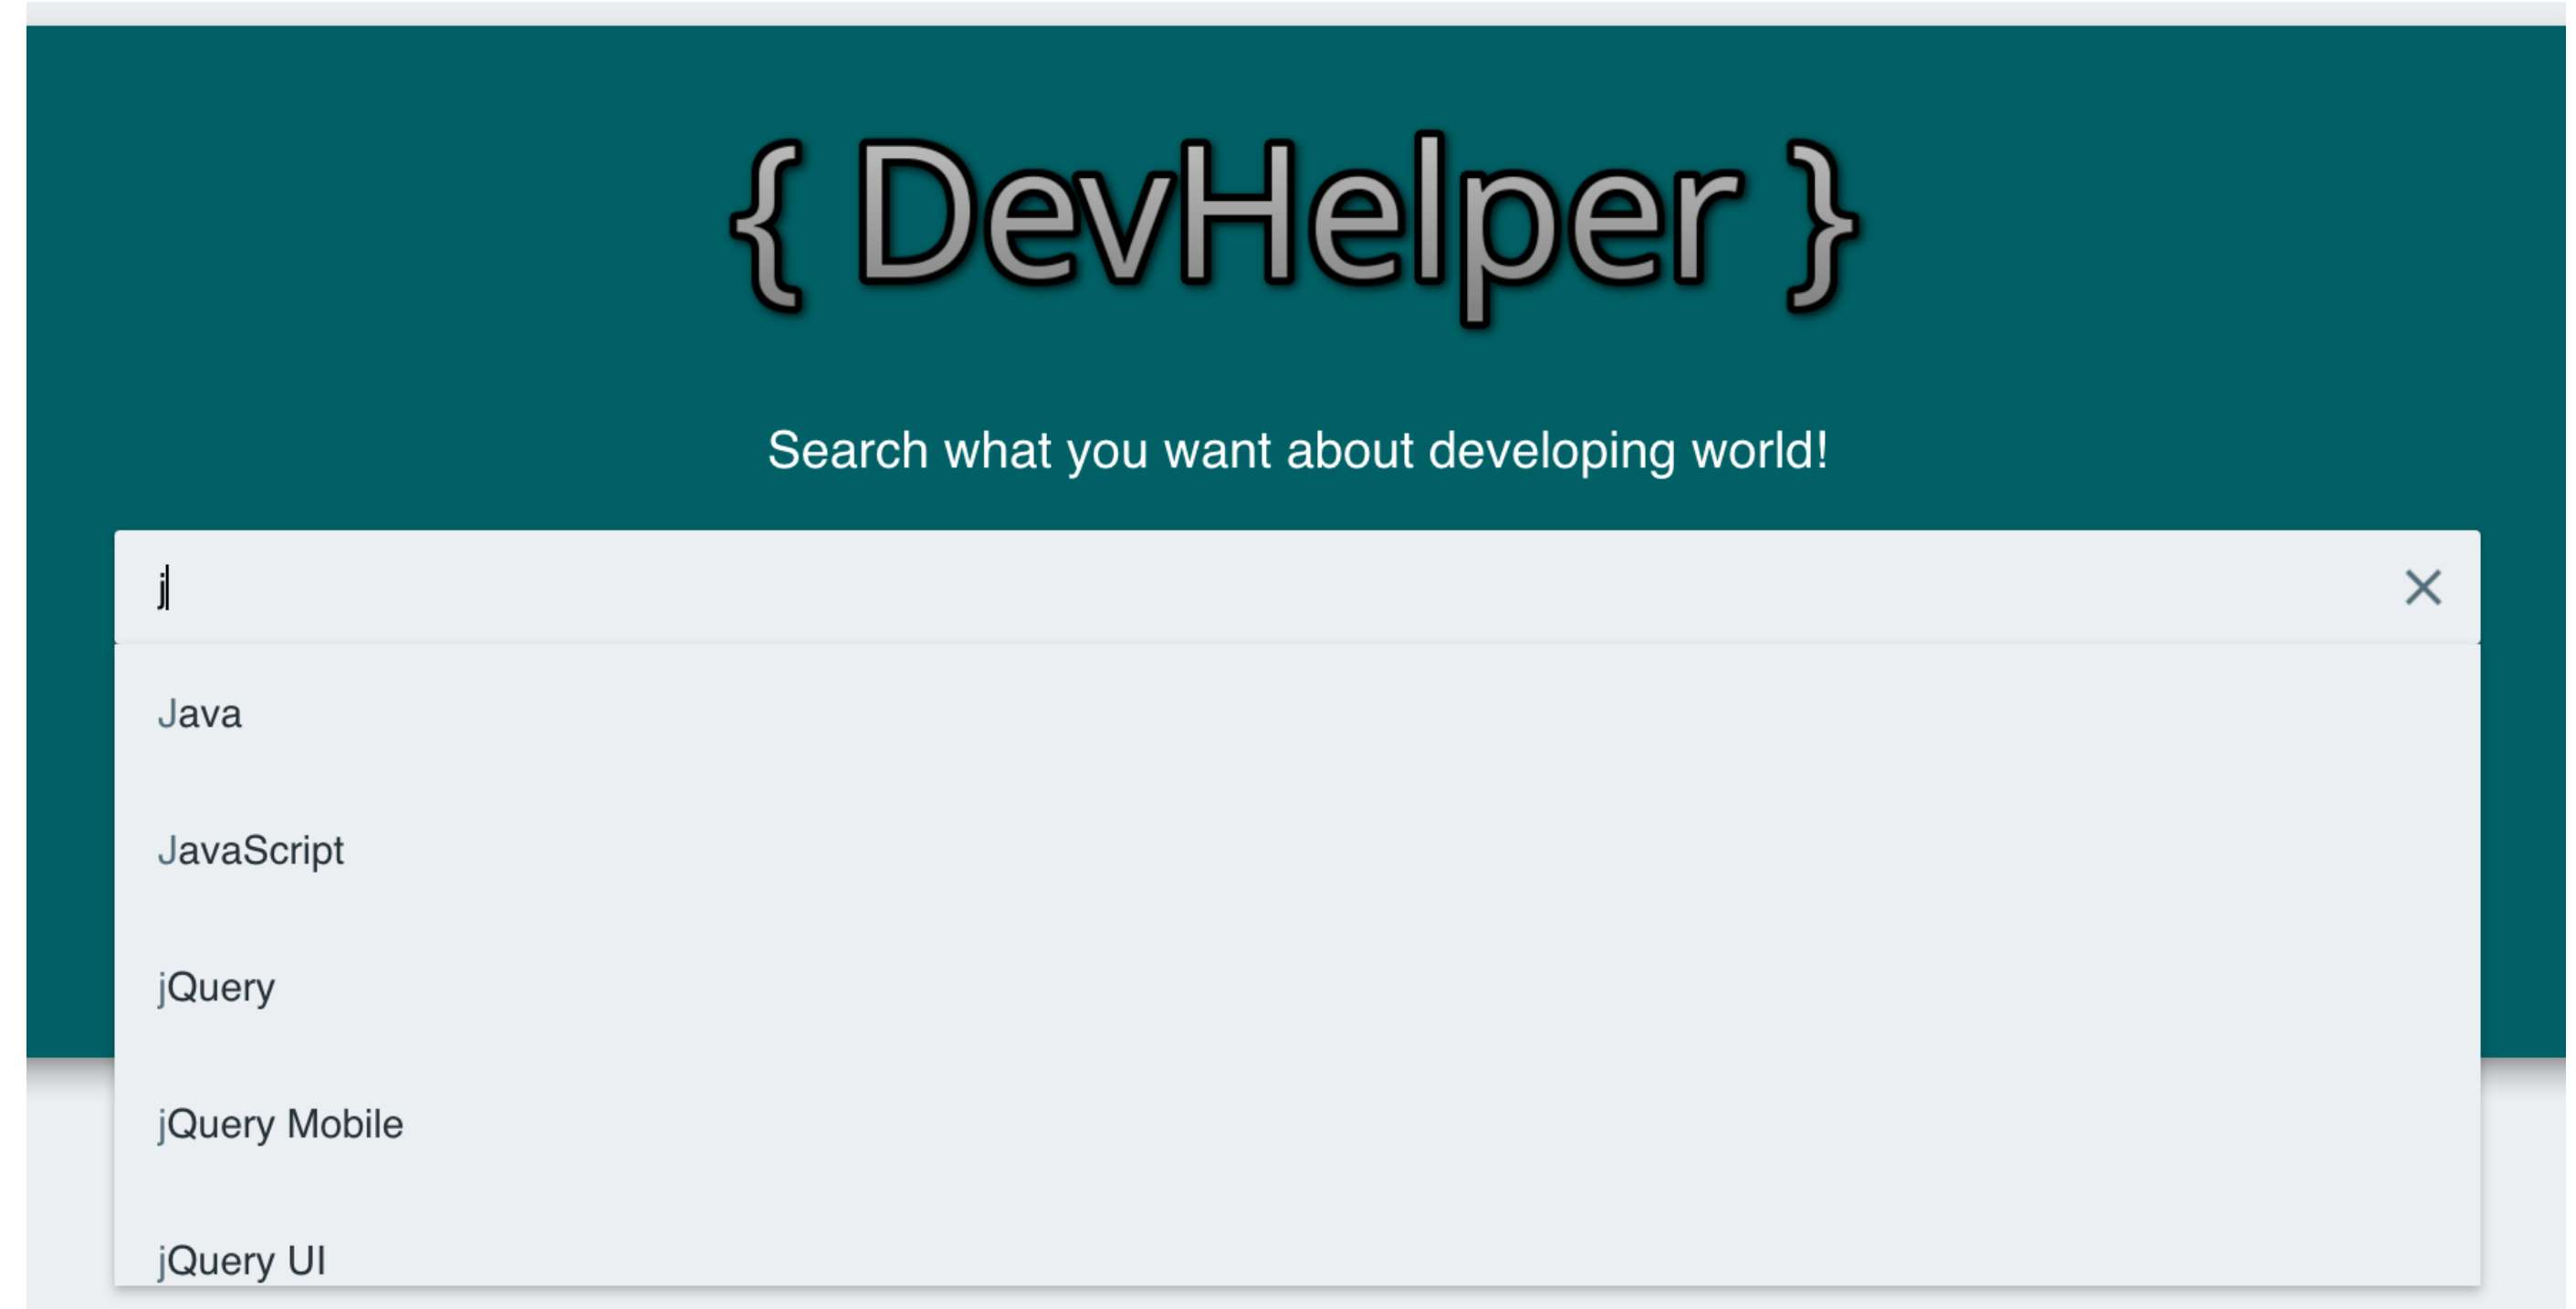 { DevHelper }
Search what you want about developing world!
j
Java
JavaScript
jQuery
jQuery Mobile
jQuery UI